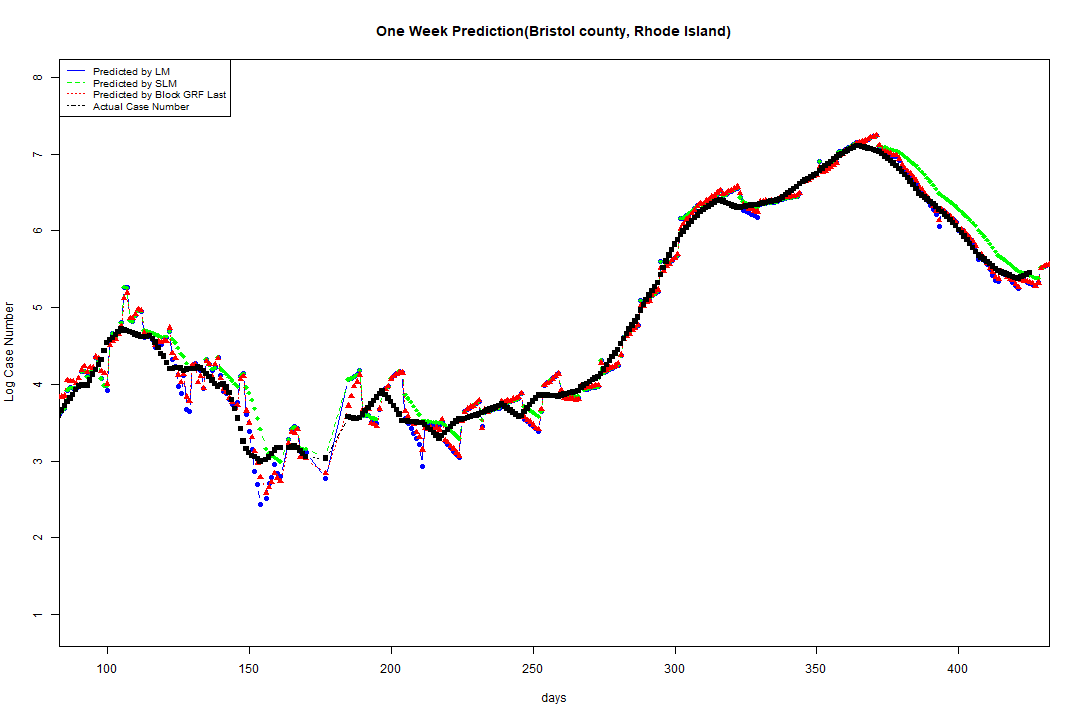 One Week Prediction(Bristol county, Rhode Island)
Predicted by LM
Predicted by SLM
Predicted by Block GRF Last
Actual Case Number
8
7
6
5
4
3
2
1
Log Case Number
100 150 200 250 300 350 400
days